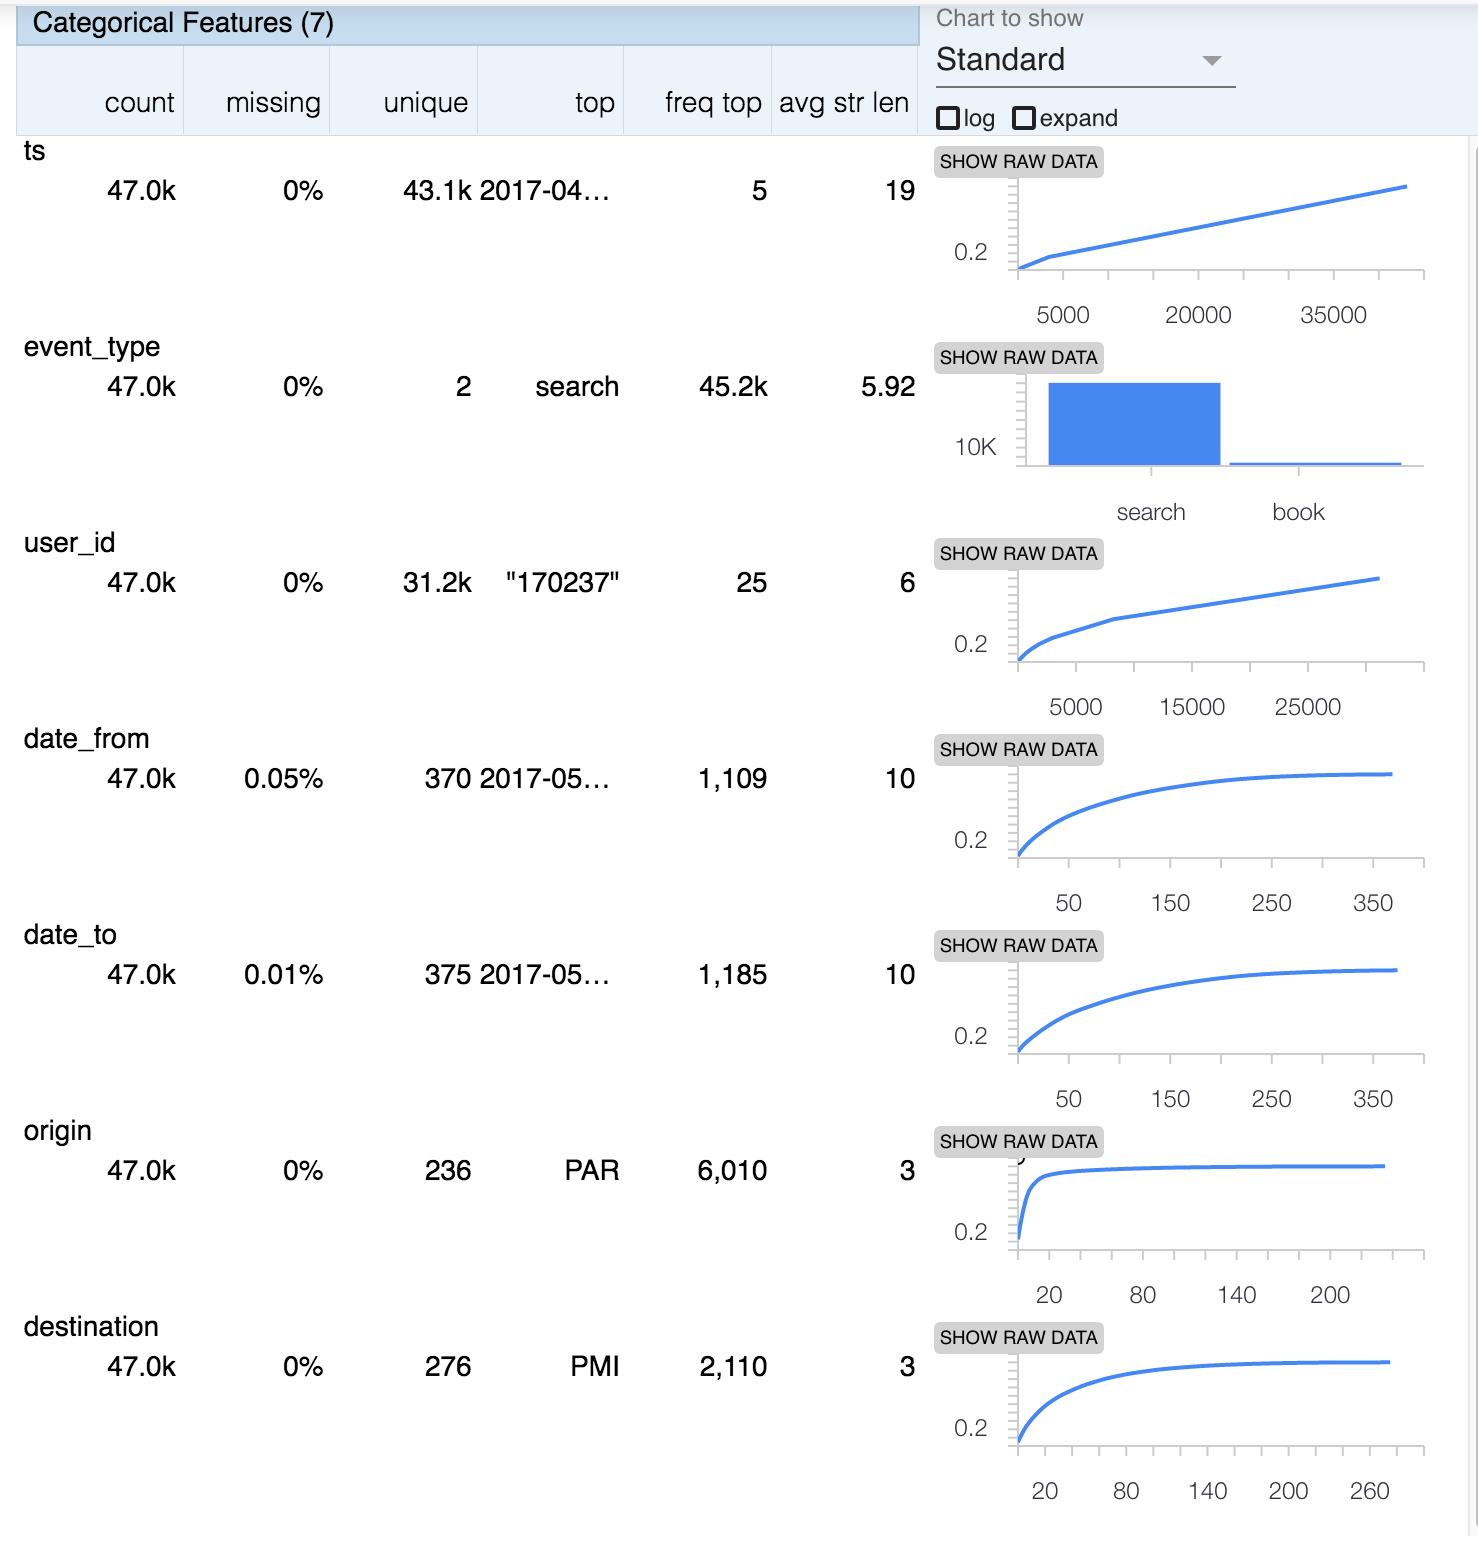 Categorical Features (7)
Chart to show
Standard
count missing unique top freq top avg str len
log expand
ts
SHOW RAW DATA
47.0k 0% 43.1k 2017-04... 5 19
0.2
5000 20000 35000
event_type
SHOW RAW DATA
47.0k 0% 2 search 45.2k 5.92
10K
search book
user_id
SHOW RAW DATA
47.0k 0% 31.2k "170237" 25 6
0.2
5000 15000 25000
date_from
SHOW RAW DATA
47.0k 0.05% 370 2017-05... 1,109 10
0.2
50 150 250 350
date_to
SHOW RAW DATA
47.0k 0.01% 375 2017-05... 1,185 10
0.2
50 150 250 350
origin
SHOW RAW DATA
47.0k 0% 236 PAR 6,010 3
0.2
20 80 140 200
destination
SHOW RAW DATA
47.0k 0% 276 PMI 2,110 3
0.2
20 80 140 200 260